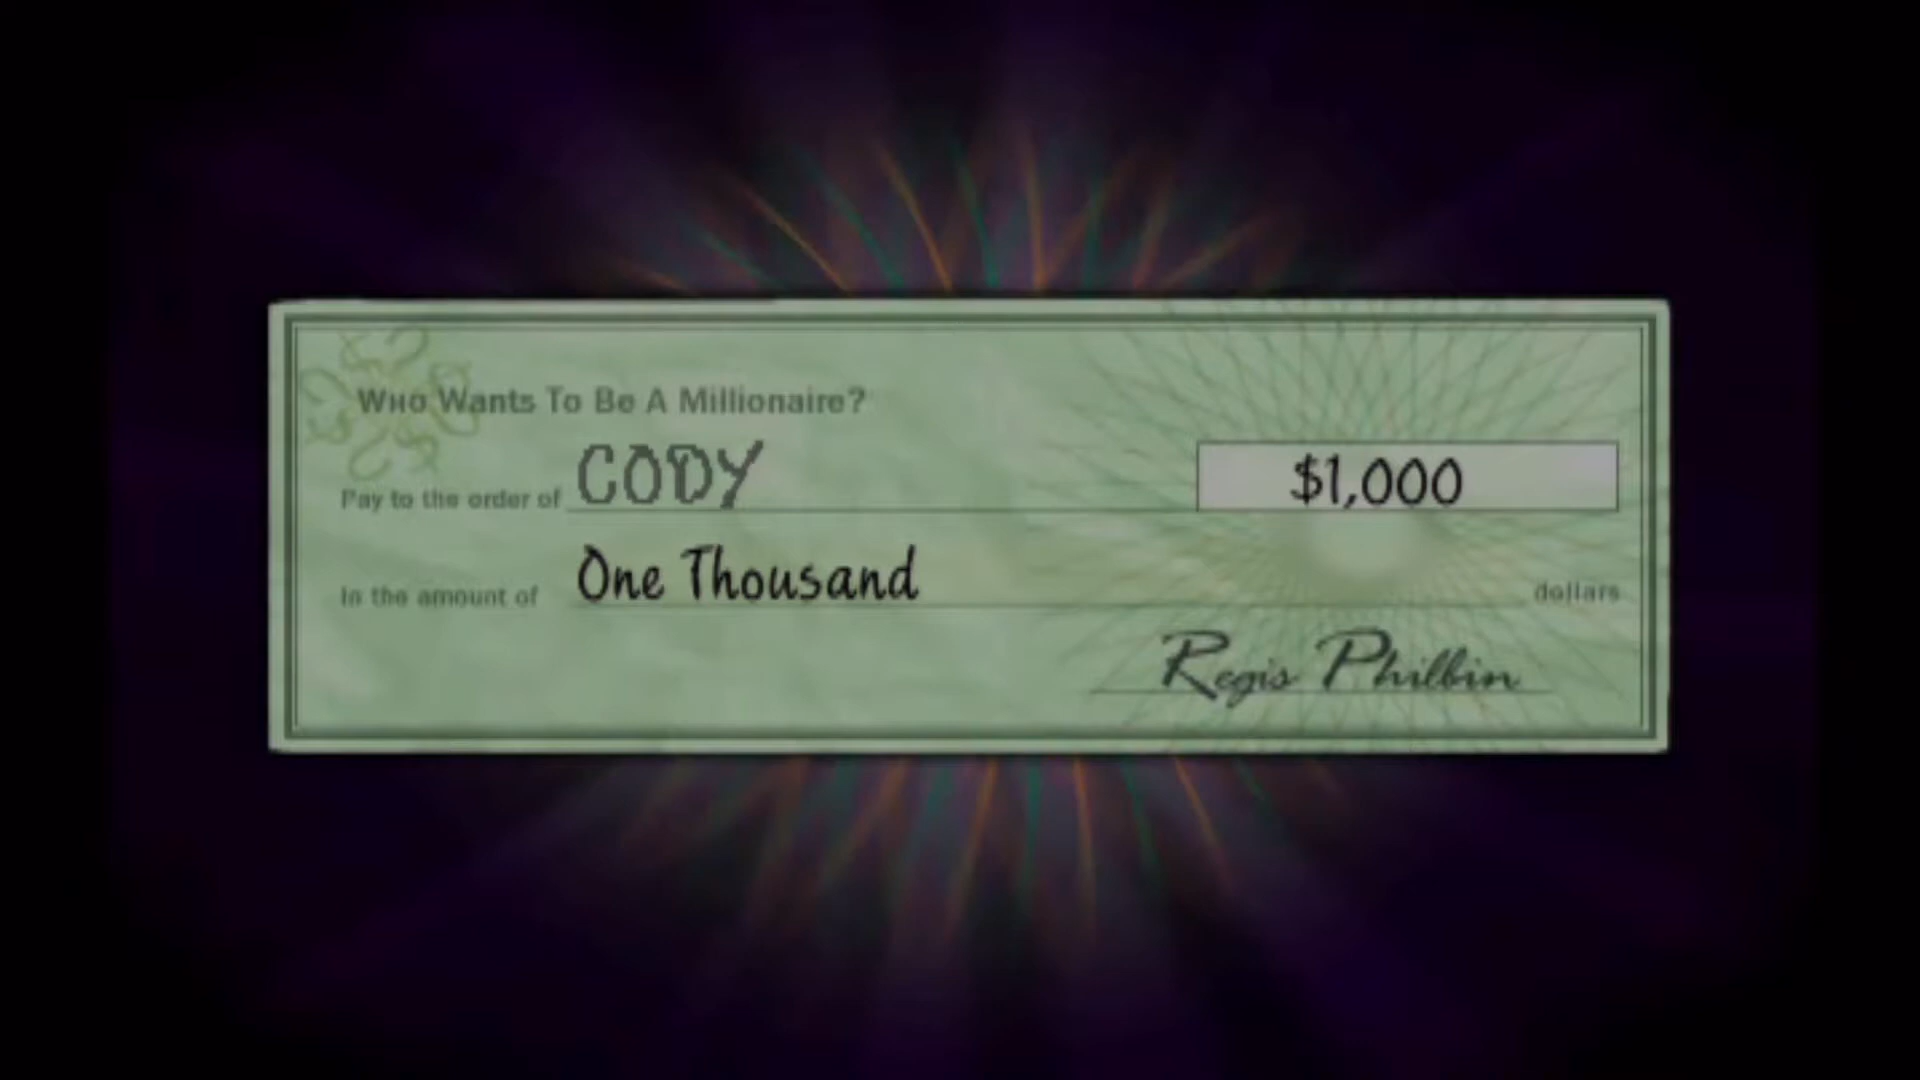 Who Wants To Be A Millionaire?
Pay to the order of CODY $1,000
In the amount of One Thousand dollars
Regis Philbin